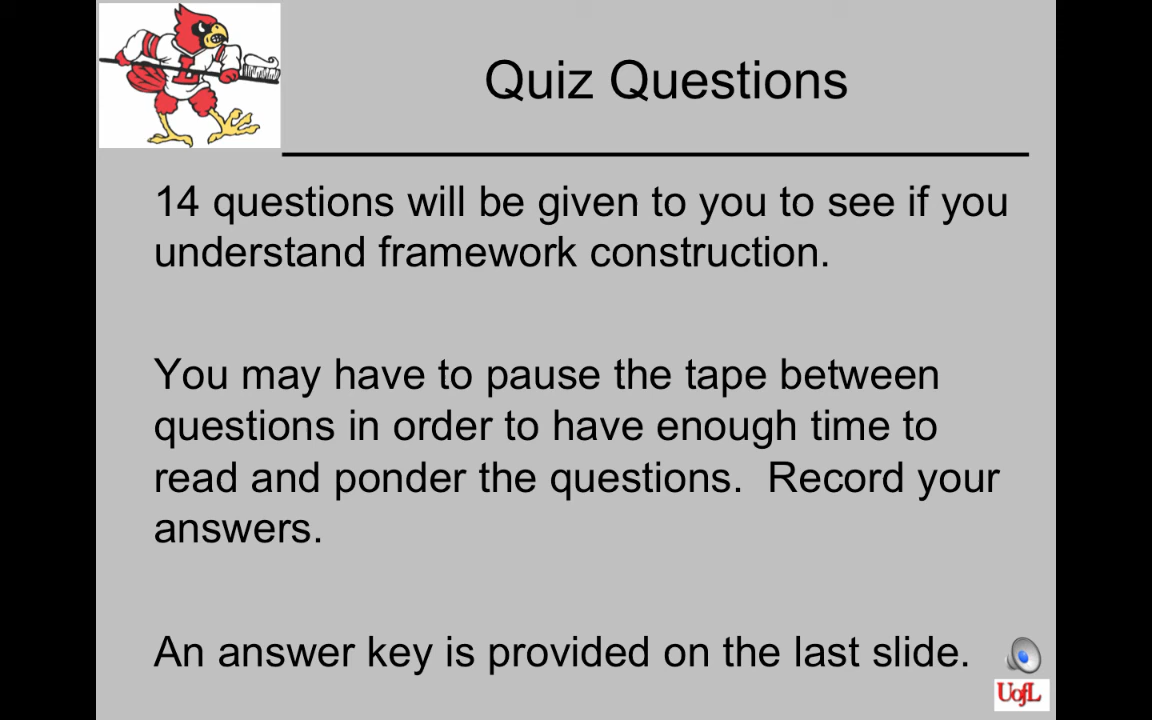 Quiz Questions
14 questions will be given to you to see if you
understand framework construction.
You may have to pause the tape between
questions in order to have enough time to
read and ponder the questions.  Record your
answers.
An answer key is provided on the last slide.
UofL
L